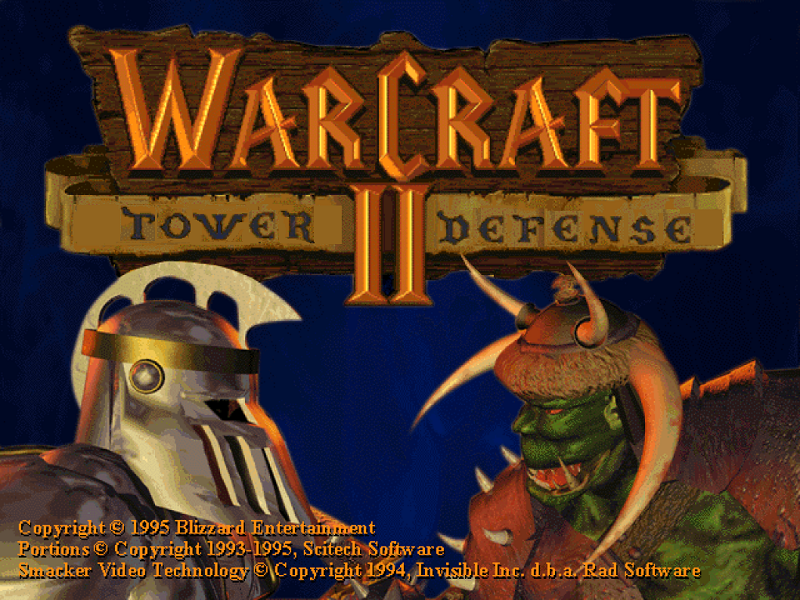 WARCRAFT
II
TOWER DEFENSE
Copyright © 1995 Blizzard Entertainment
Portions © Copyright 1993-1995, Scitech Software
Smacker Video Technology © Copyright 1994, Invisible Inc. d.b.a. Rad Software